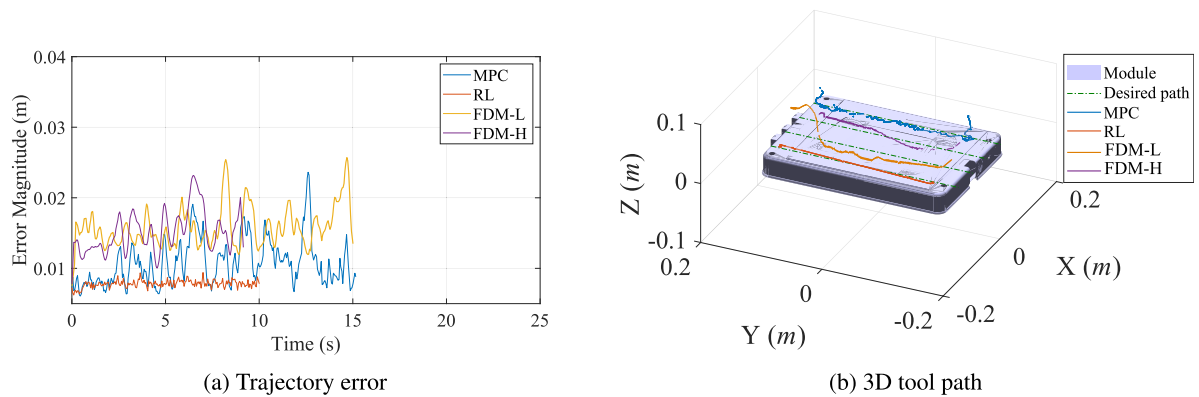 0.04
0.03
0.02
0.01
Error Magnitude (m)
0
5
10
15
20
25
Time (s)
MPC
RL
FDM-L
FDM-H
(a) Trajectory error
0.1
0
-0.1
Z (m)
0.2
0
-0.2
Y (m)
-0.2
0
0.2
X (m)
Module
Desired path
MPC
RL
FDM-L
FDM-H
(b) 3D tool path